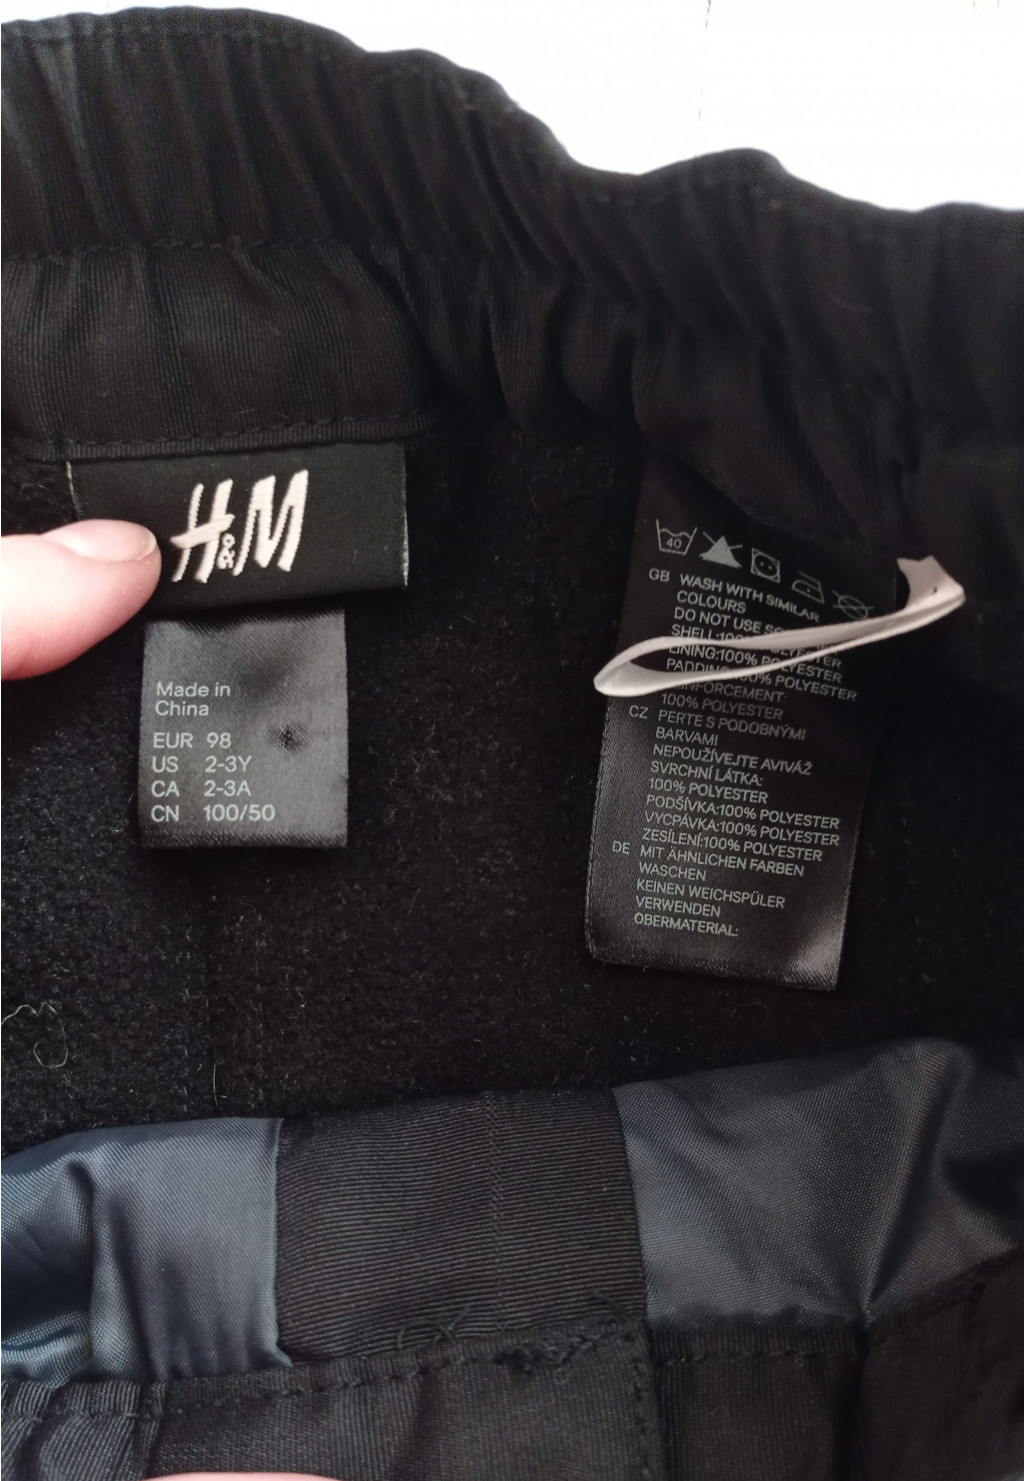 H&M
Made in
China
EUR 98
US 2-3Y
CA 2-3A
CN 100/50
40
GB WASH WITH SIMILAR
COLOURS
DO NOT USE
SHELL:100% POLYESTER
LINING:100% POLYESTER
PADDING:100% POLYESTER
REINFORCEMENT:
100% POLYESTER
CZ PERTE S PODOBNÝMI
BARVAMI
NEPOUŽÍVEJTE AVIVÁŽ
SVRCHNÍ LÁTKA:
100% POLYESTER
PODŠÍVKA:100% POLYESTER
VYCPÁVKA:100% POLYESTER
ZESÍLENÍ:100% POLYESTER
DE MIT ÄHNLICHEN FARBEN
WASCHEN
KEINEN WEICHSPÜLER
VERWENDEN
OBERMATERIAL: